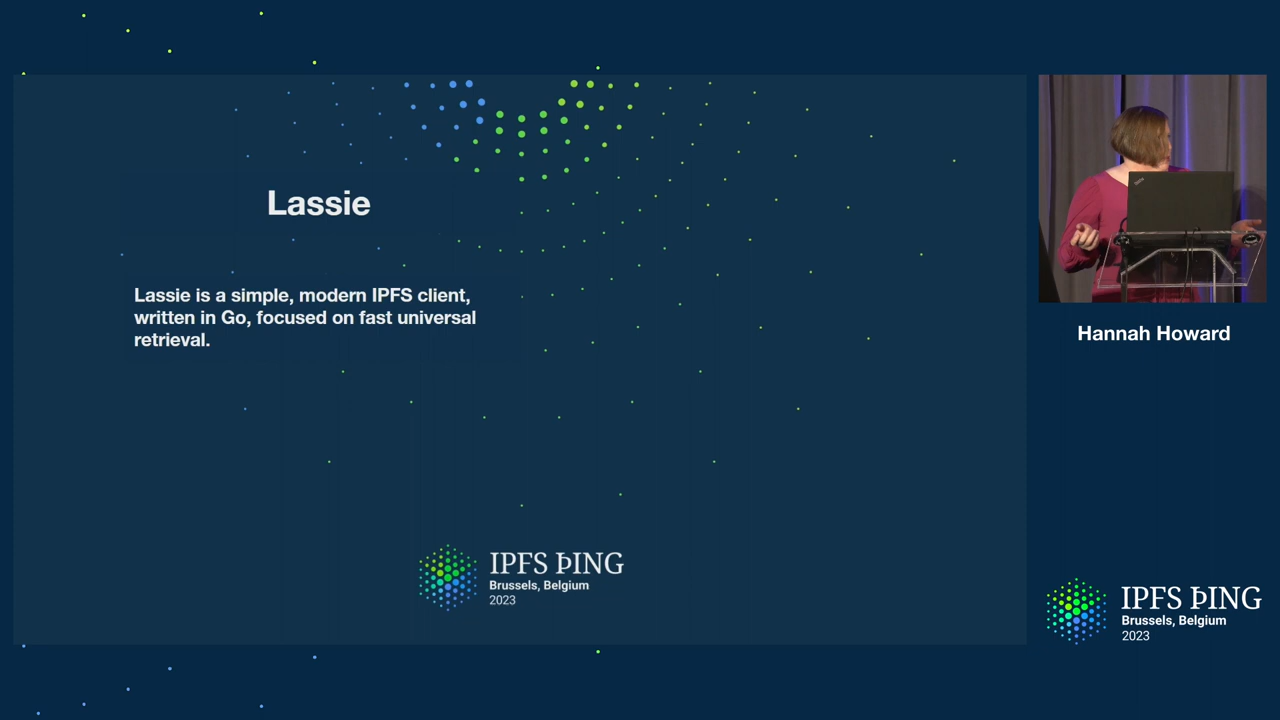 Lassie
Lassie is a simple, modern IPFS client,
written in Go, focused on fast universal
retrieval.
IPFS ÞING
Brussels, Belgium
2023
Hannah Howard
IPFS ÞING
Brussels, Belgium
2023